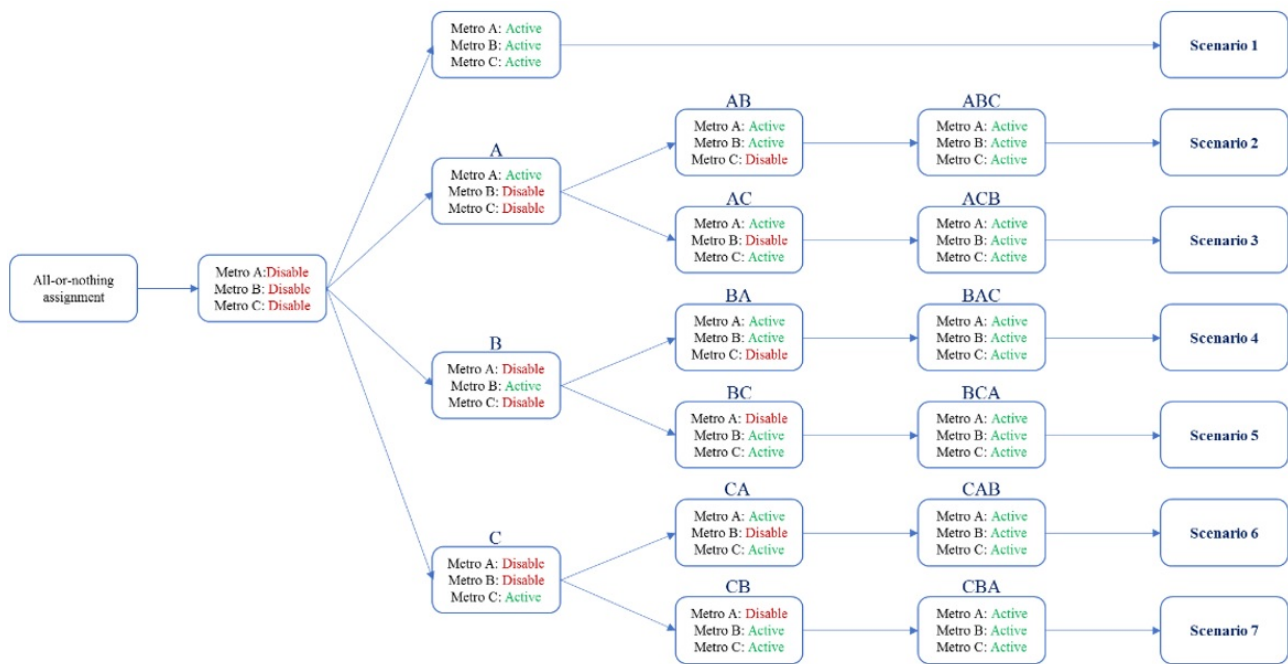 All-or-nothing
assignment
Metro A:Disable
Metro B: Disable
Metro C: Disable
Metro A: Active
Metro B: Active
Metro C: Active
Scenario 1
A
Metro A: Active
Metro B: Disable
Metro C: Disable
AB
Metro A: Active
Metro B: Active
Metro C: Disable
ABC
Metro A: Active
Metro B: Active
Metro C: Active
Scenario 2
AC
Metro A: Active
Metro B: Disable
Metro C: Active
ACB
Metro A: Active
Metro B: Active
Metro C: Active
Scenario 3
B
Metro A: Disable
Metro B: Active
Metro C: Disable
BA
Metro A: Active
Metro B: Active
Metro C: Disable
BAC
Metro A: Active
Metro B: Active
Metro C: Active
Scenario 4
BC
Metro A: Disable
Metro B: Active
Metro C: Active
BCA
Metro A: Active
Metro B: Active
Metro C: Active
Scenario 5
C
Metro A: Disable
Metro B: Disable
Metro C: Active
CA
Metro A: Active
Metro B: Disable
Metro C: Active
CAB
Metro A: Active
Metro B: Active
Metro C: Active
Scenario 6
CB
Metro A: Disable
Metro B: Active
Metro C: Active
CBA
Metro A: Active
Metro B: Active
Metro C: Active
Scenario 7